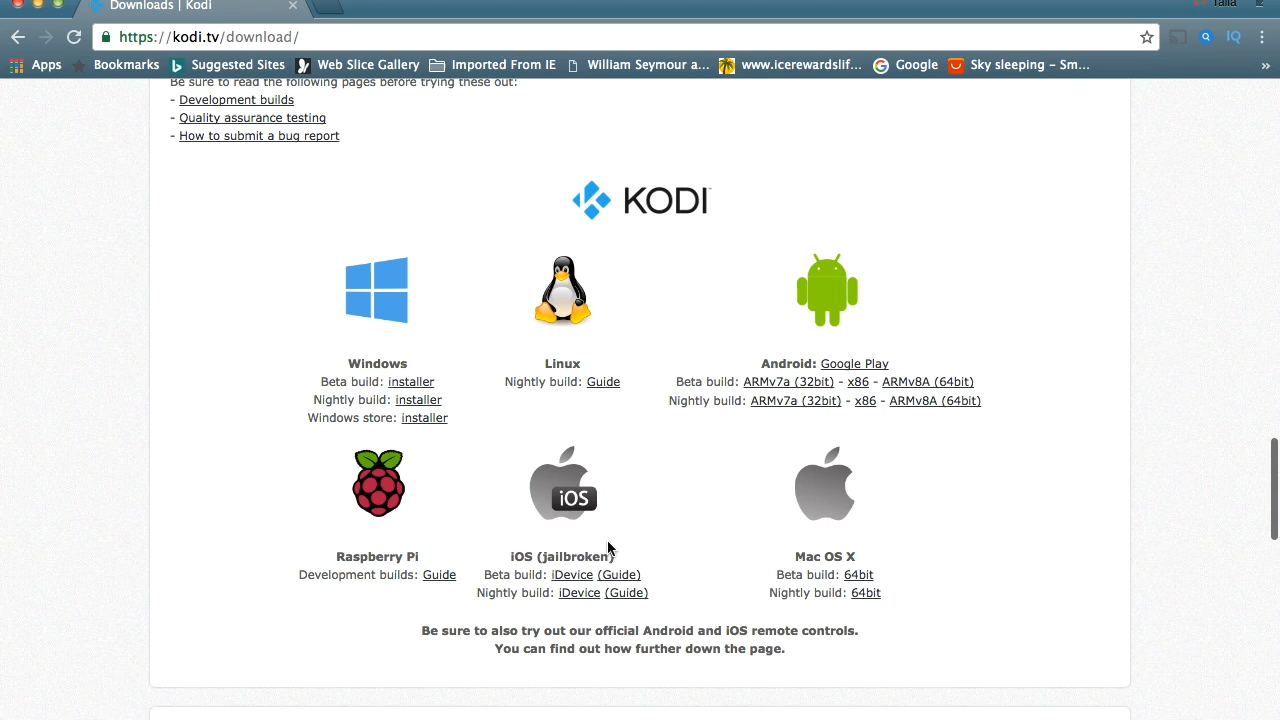 Downloads | Kodi
Talia
https://kodi.tv/download/
IQ
Apps Bookmarks Suggested Sites Web Slice Gallery Imported From IE William Seymour a... www.icerewardslif... Google Sky sleeping – Sm... »
Be sure to read the following pages before trying these out:
- Development builds
- Quality assurance testing
- How to submit a bug report
KODI
Windows
Beta build: installer
Nightly build: installer
Windows store: installer
Linux
Nightly build: Guide
Android: Google Play
Beta build: ARMv7a (32bit) - x86 - ARMv8A (64bit)
Nightly build: ARMv7a (32bit) - x86 - ARMv8A (64bit)
iOS
Raspberry Pi
Development builds: Guide
iOS (jailbroken)
Beta build: iDevice (Guide)
Nightly build: iDevice (Guide)
Mac OS X
Beta build: 64bit
Nightly build: 64bit
Be sure to also try out our official Android and iOS remote controls.
You can find out how further down the page.